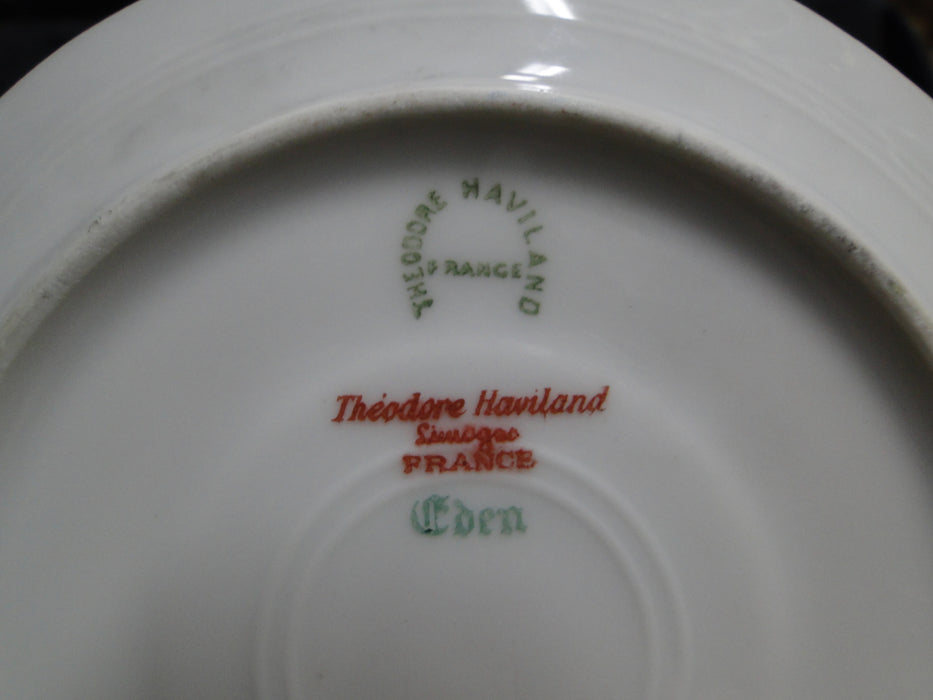 THEODORE HAVILAND
FRANCE
Théodore Haviland
Limoges
FRANCE
Eden